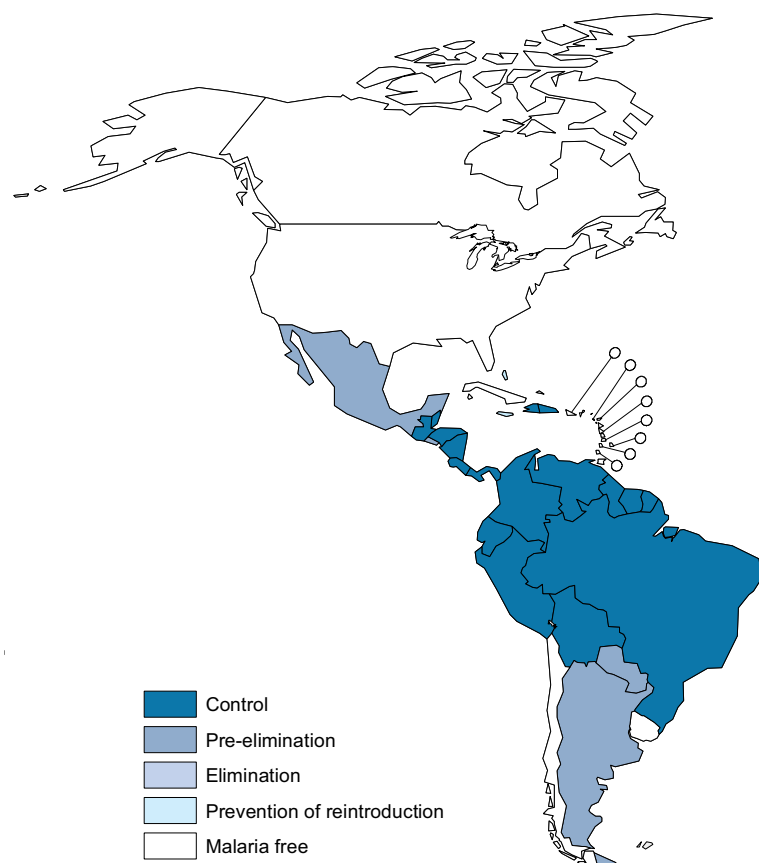 Control
Pre-elimination
Elimination
Prevention of reintroduction
Malaria free